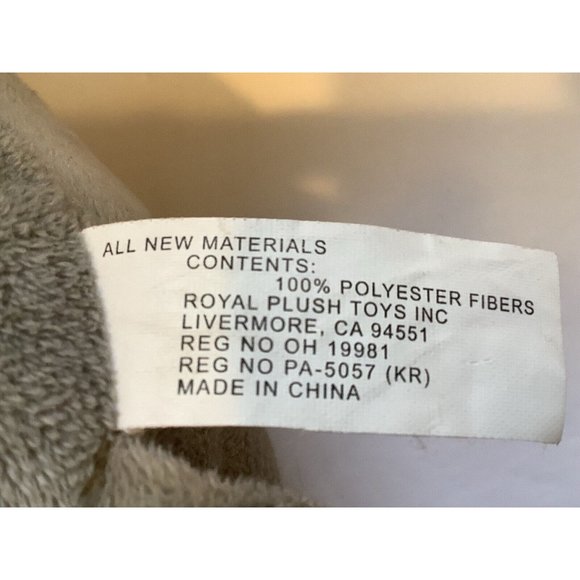 ALL NEW MATERIALS
CONTENTS:
100% POLYESTER FIBERS
ROYAL PLUSH TOYS INC
LIVERMORE, CA 94551
REG NO OH 19981
REG NO PA-5057 (KR)
MADE IN CHINA